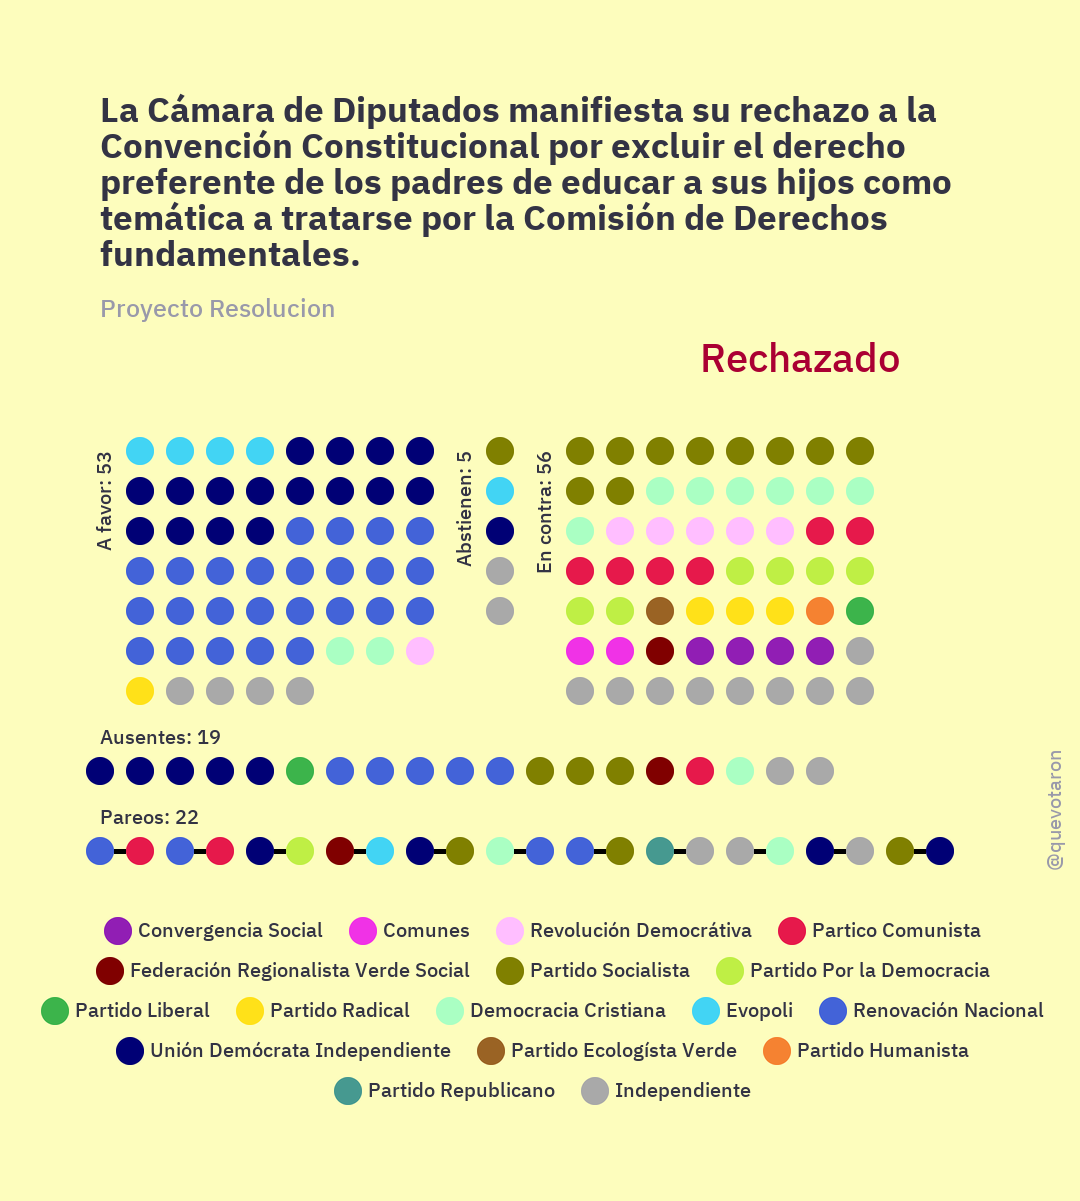 La Cámara de Diputados manifiesta su rechazo a la
Convención Constitucional por excluir el derecho
preferente de los padres de educar a sus hijos como
temática a tratarse por la Comisión de Derechos
fundamentales.
Proyecto Resolucion
Rechazado
A favor: 53
Abstienen: 5
En contra: 56
Ausentes: 19
Pareos: 22
@quevotaron
Convergencia Social Comunes Revolución Democrátiva Partico Comunista
Federación Regionalista Verde Social Partido Socialista Partido Por la Democracia
Partido Liberal Partido Radical Democracia Cristiana Evopoli Renovación Nacional
Unión Demócrata Independiente Partido Ecologísta Verde Partido Humanista
Partido Republicano Independiente